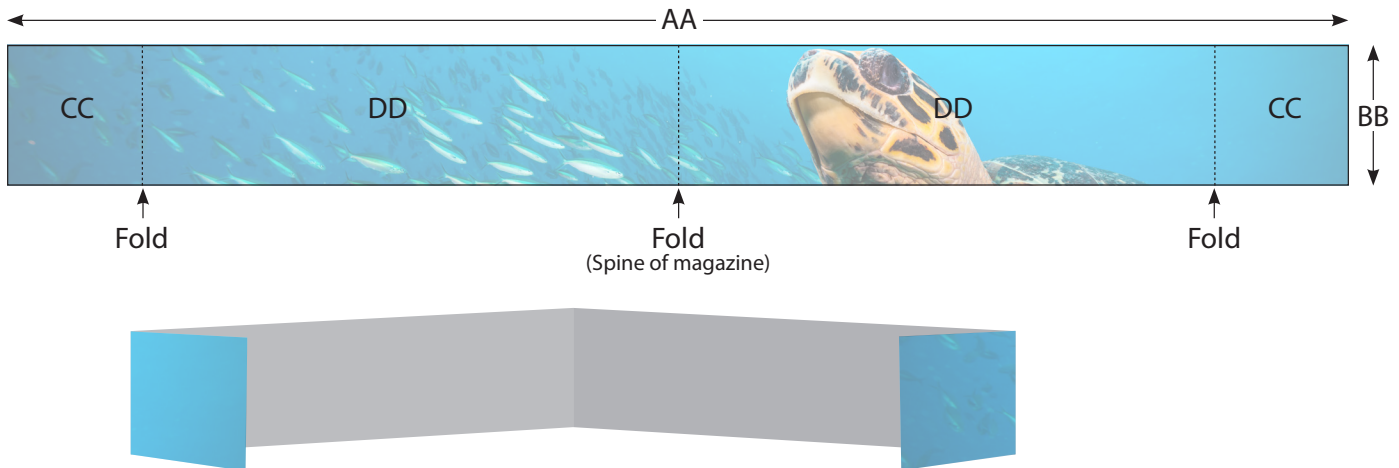 AA
CC DD DD CC BB
Fold Fold Fold
(Spine of magazine)